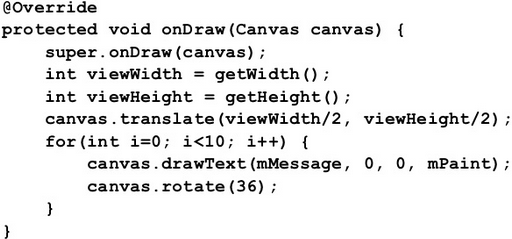 @Override
protected void onDraw(Canvas canvas) {
    super.onDraw(canvas);
    int viewWidth = getWidth();
    int viewHeight = getHeight();
    canvas.translate(viewWidth/2, viewHeight/2);
    for(int i=0; i<10; i++) {
        canvas.drawText(mMessage, 0, 0, mPaint);
        canvas.rotate(36);
    }
}